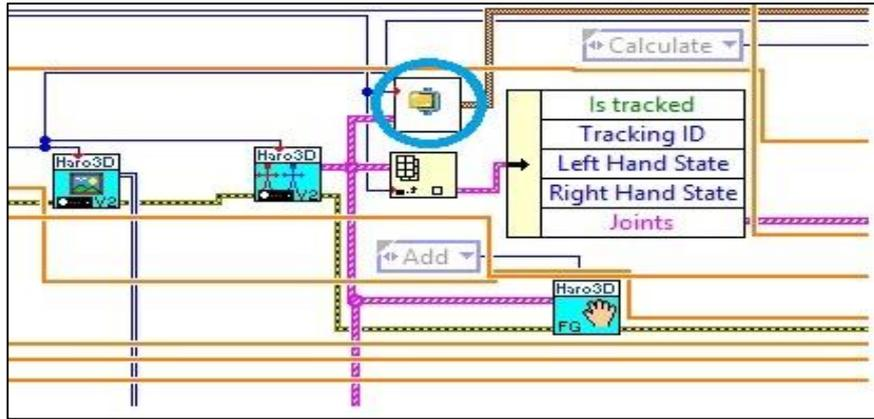 Calculate
Is tracked
Tracking ID
Left Hand State
Right Hand State
Joints
Haro3D
V2
Haro3D
V2
Add
Haro3D
FG